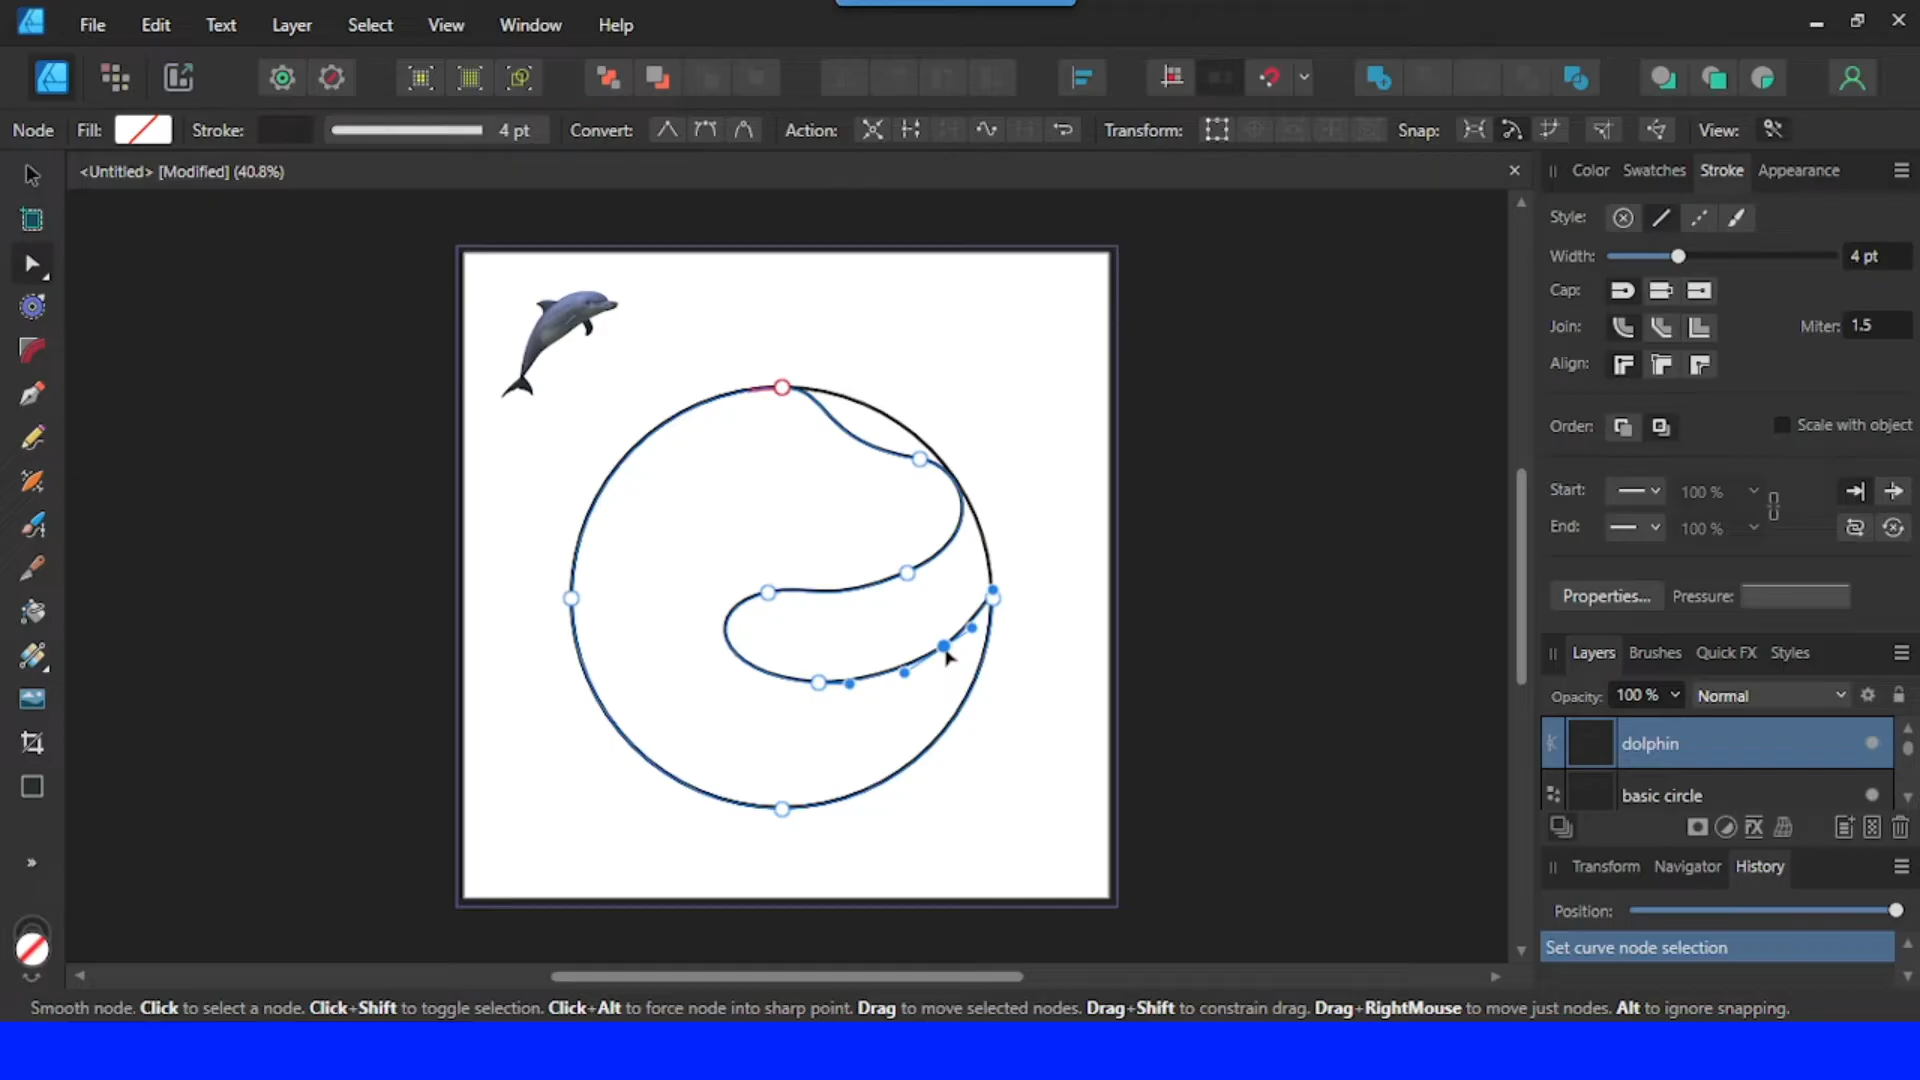 File Edit Text Layer Select View Window Help
Node Fill: Stroke: 4 pt Convert: Action: Transform: Snap: View:
<Untitled> [Modified] (40.8%)
Color Swatches Stroke Appearance
Style:
Width: 4 pt
Cap:
Join: Miter: 1.5
Align:
Order: Scale with object
Start: 100 %
End: 100 %
Properties... Pressure:
Layers Brushes Quick FX Styles
Opacity: 100 % Normal
dolphin
basic circle
Transform Navigator History
Position:
Set curve node selection
Smooth node. Click to select a node. Click+Shift to toggle selection. Click+Alt to force node into sharp point. Drag to move selected nodes. Drag+Shift to constrain drag. Drag+RightMouse to move just nodes. Alt to ignore snapping.